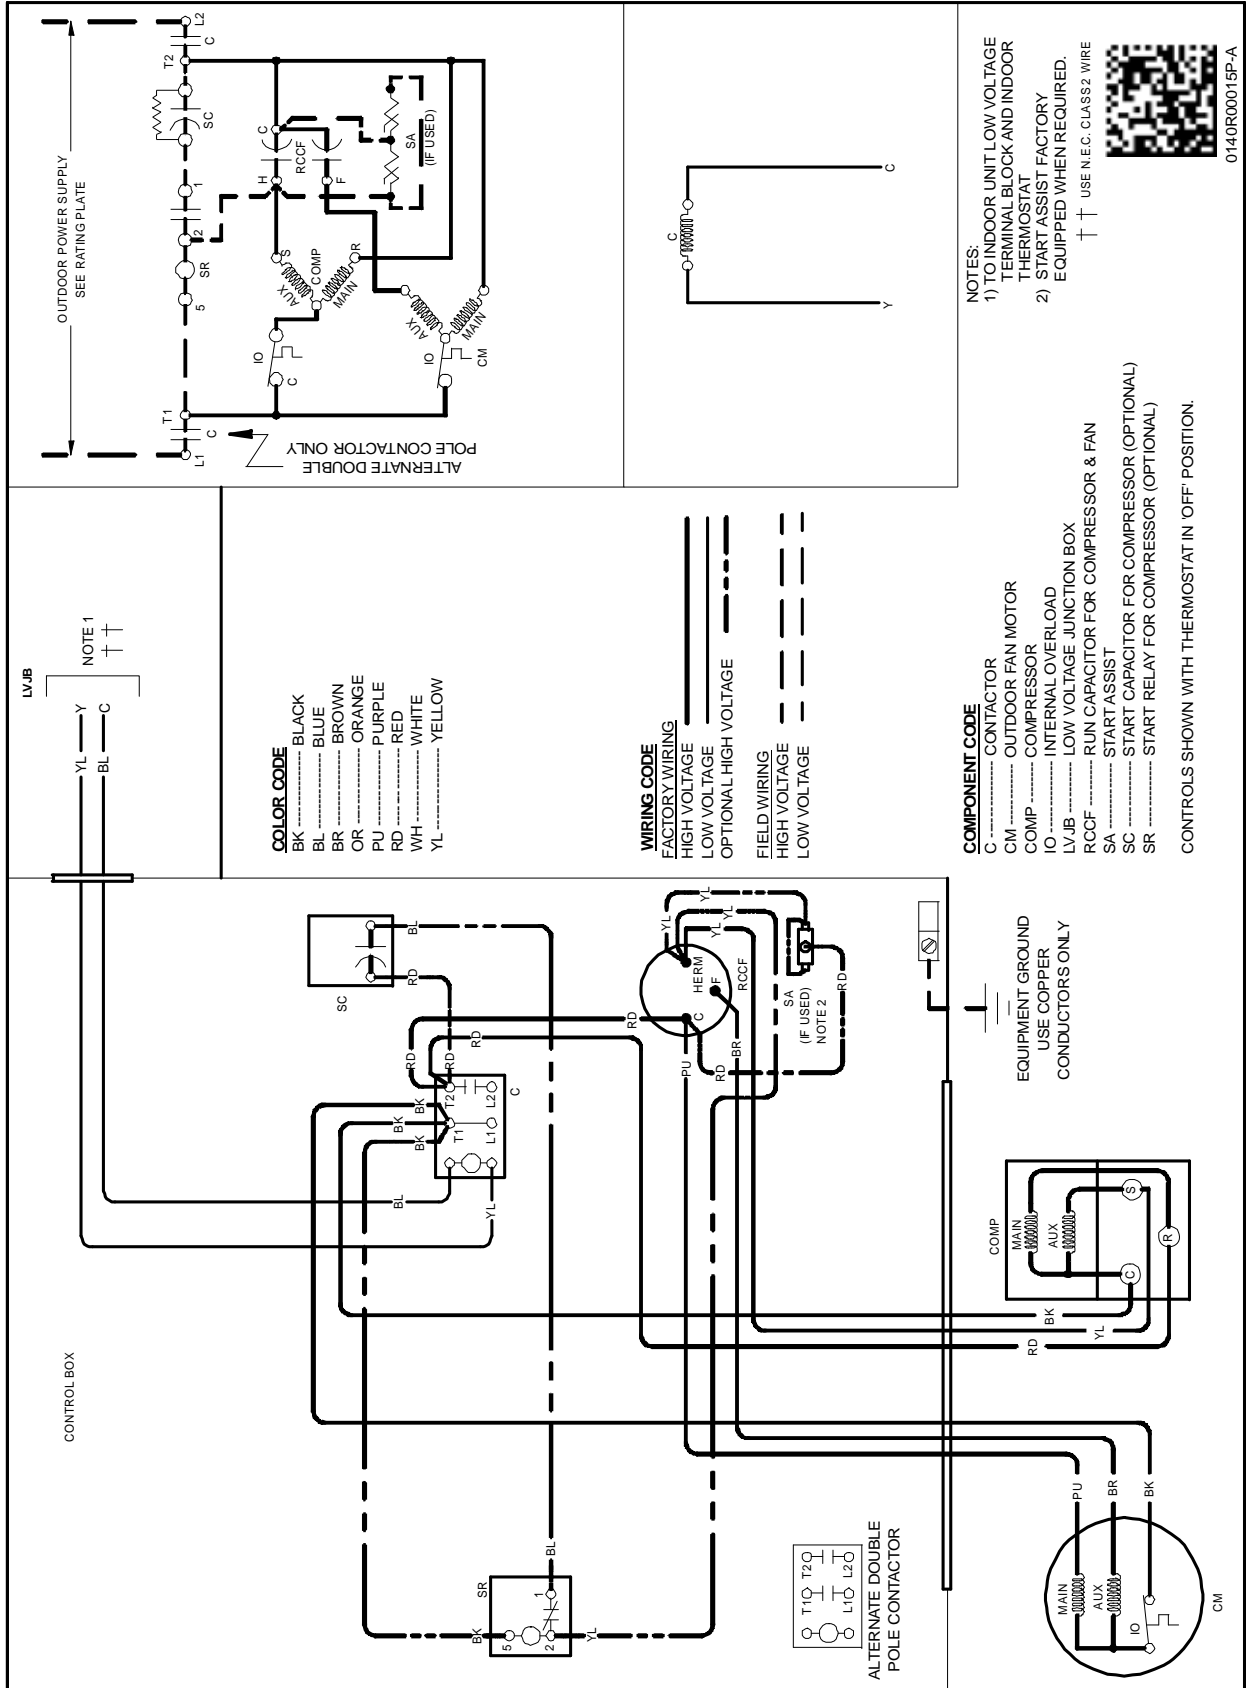 CONTROL BOX
LVJB
NOTE 1
YL
Y
BL
C
SC
RD
BL
RD
RD
RD
RD
BK
BK
BK
T2
T1
L2
L1
C
BL
YL
SR
BK
5
2
1
BL
YL
YL
YL
YL
YL
HERM
F
C
RCCF
SA
(IF USED)
NOTE 2
RD
RD
BR
PU
ALTERNATE DOUBLE
POLE CONTACTOR
T1
T2
L1
L2
EQUIPMENT GROUND
USE COPPER
CONDUCTORS ONLY
COMP
MAIN
AUX
C
S
R
BK
YL
RD
PU
BR
BK
MAIN
AUX
IO
CM
COLOR CODE
BK ---------- BLACK
BL ---------- BLUE
BR ---------- BROWN
OR ---------- ORANGE
PU ---------- PURPLE
RD ---------- RED
WH ---------- WHITE
YL ---------- YELLOW
WIRING CODE
FACTORY WIRING
HIGH VOLTAGE
LOW VOLTAGE
OPTIONAL HIGH VOLTAGE
FIELD WIRING
HIGH VOLTAGE
LOW VOLTAGE
COMPONENT CODE
C ---------- CONTACTOR
CM ---------- OUTDOOR FAN MOTOR
COMP ---------- COMPRESSOR
IO ---------- INTERNAL OVERLOAD
LVJB ---------- LOW VOLTAGE JUNCTION BOX
RCCF ---------- RUN CAPACITOR FOR COMPRESSOR & FAN
SA ---------- START ASSIST
SC ---------- START CAPACITOR FOR COMPRESSOR (OPTIONAL)
SR ---------- START RELAY FOR COMPRESSOR (OPTIONAL)
CONTROLS SHOWN WITH THERMOSTAT IN 'OFF' POSITION.
OUTDOOR POWER SUPPLY
SEE RATING PLATE
L1
C
T1
5
SR
2
1
SC
T2
C
L2
ALTERNATE DOUBLE
POLE CONTACTOR ONLY
C
IO
AUX
S
COMP
MAIN
R
H
RCCF
C
F
SA
(IF USED)
IO
AUX
MAIN
CM
C
Y
C
NOTES:
1) TO INDOOR UNIT LOW VOLTAGE
TERMINAL BLOCK AND INDOOR
THERMOSTAT
2) START ASSIST FACTORY
EQUIPPED WHEN REQUIRED.
USE N.E.C. CLASS 2 WIRE
0140R00015P-A